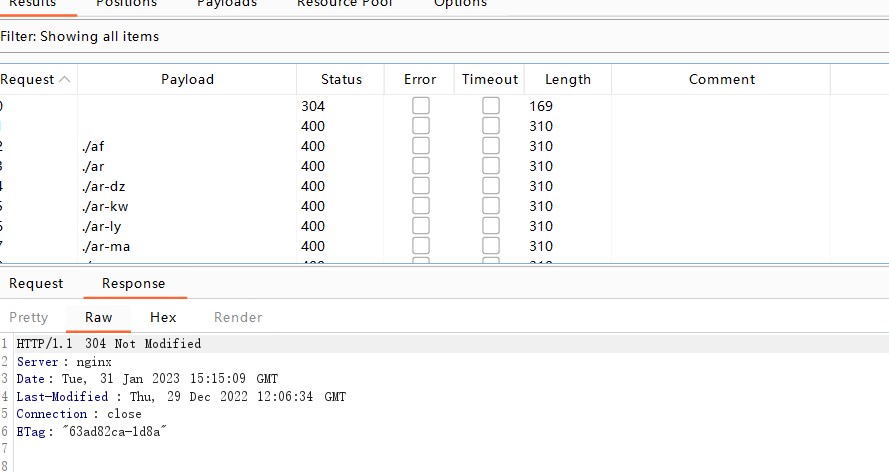 Results Positions Payloads Resource Pool Options
Filter: Showing all items
Request Payload Status Error Timeout Length Comment
0 304 169
1 400 310
2 ./af 400 310
3 ./ar 400 310
4 ./ar-dz 400 310
5 ./ar-kw 400 310
6 ./ar-ly 400 310
7 ./ar-ma 400 310
Request Response
Pretty Raw Hex Render
1 HTTP/1.1 304 Not Modified
2 Server: nginx
3 Date: Tue, 31 Jan 2023 15:15:09 GMT
4 Last-Modified: Thu, 29 Dec 2022 12:06:34 GMT
5 Connection: close
6 ETag: "63ad82ca-1d8a"
7
8